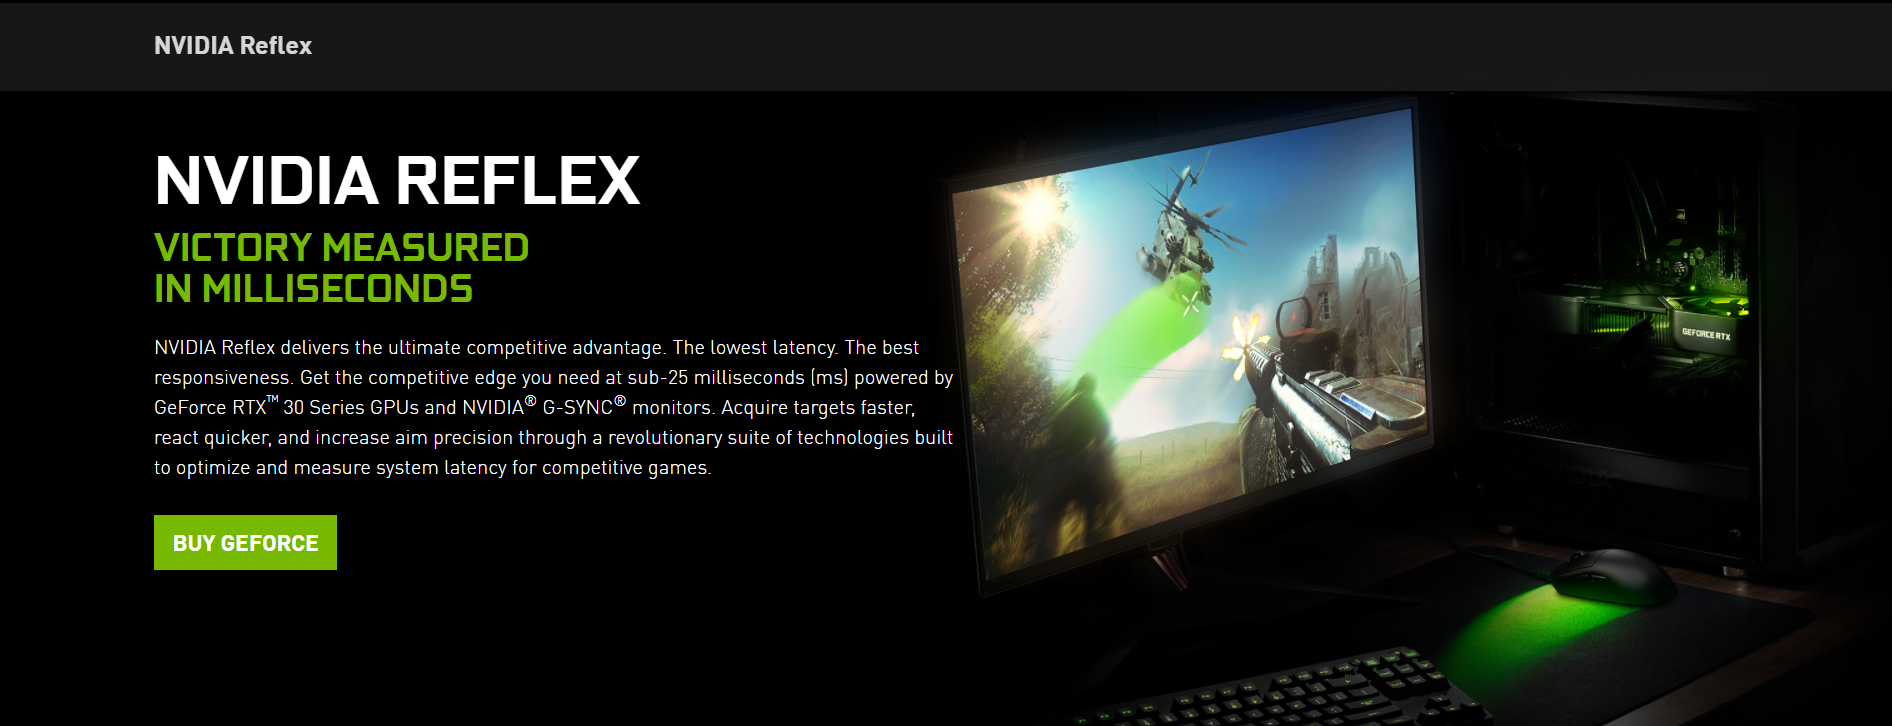 NVIDIA Reflex
NVIDIA REFLEX
VICTORY MEASURED
IN MILLISECONDS
NVIDIA Reflex delivers the ultimate competitive advantage. The lowest latency. The best
responsiveness. Get the competitive edge you need at sub-25 milliseconds (ms) powered by
GeForce RTX™ 30 Series GPUs and NVIDIA® G-SYNC® monitors. Acquire targets faster,
react quicker, and increase aim precision through a revolutionary suite of technologies built
to optimize and measure system latency for competitive games.
BUY GEFORCE
GEFORCE RTX